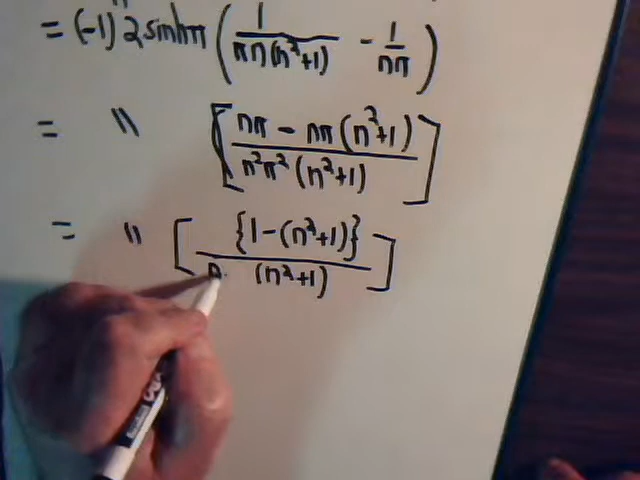 = (-1)ⁿ 2 sinhπ ( 1/(πn(n²+1)) - 1/(nπ) )
= " [ (nπ - nπ(n²+1))/(n²π²(n²+1)) ]
= " [ {1-(n²+1)}/(n (n²+1)) ]